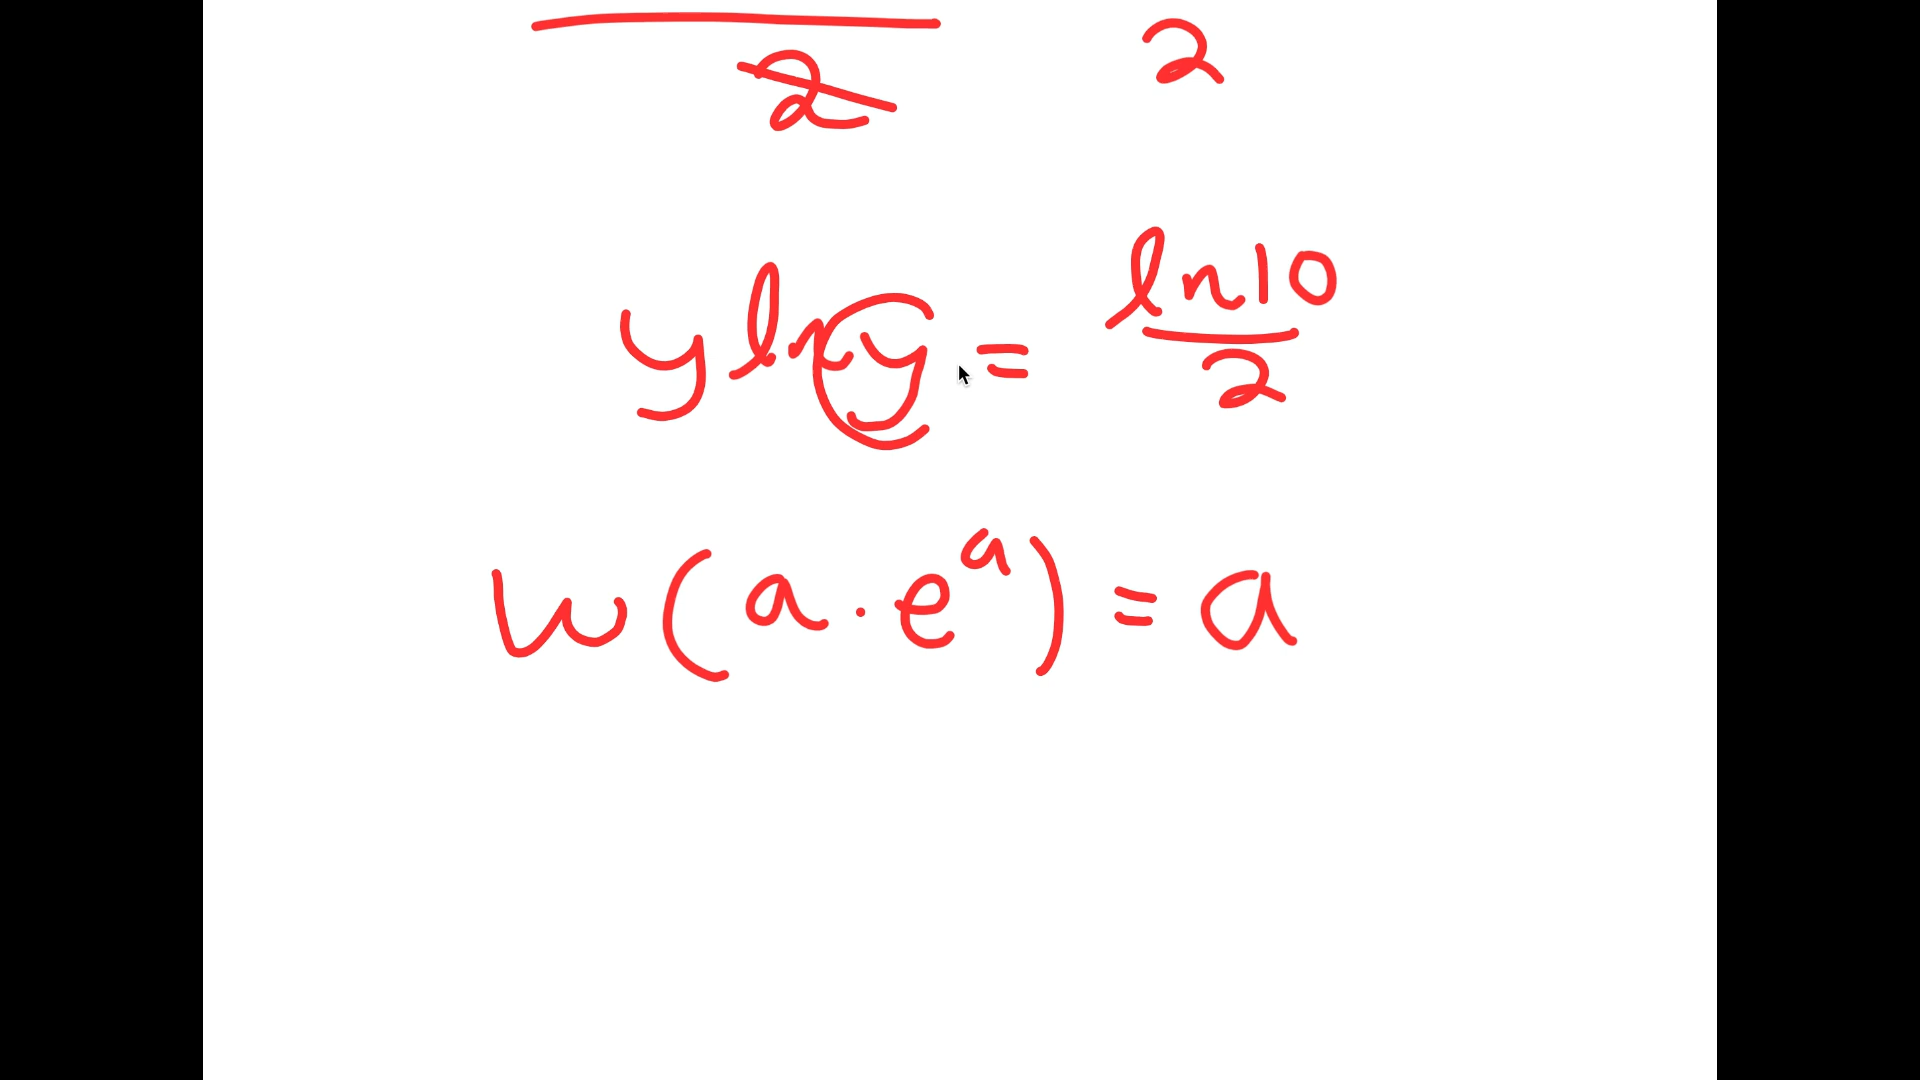 2 2
y ln y = ln10/2
W(a · e^a) = a